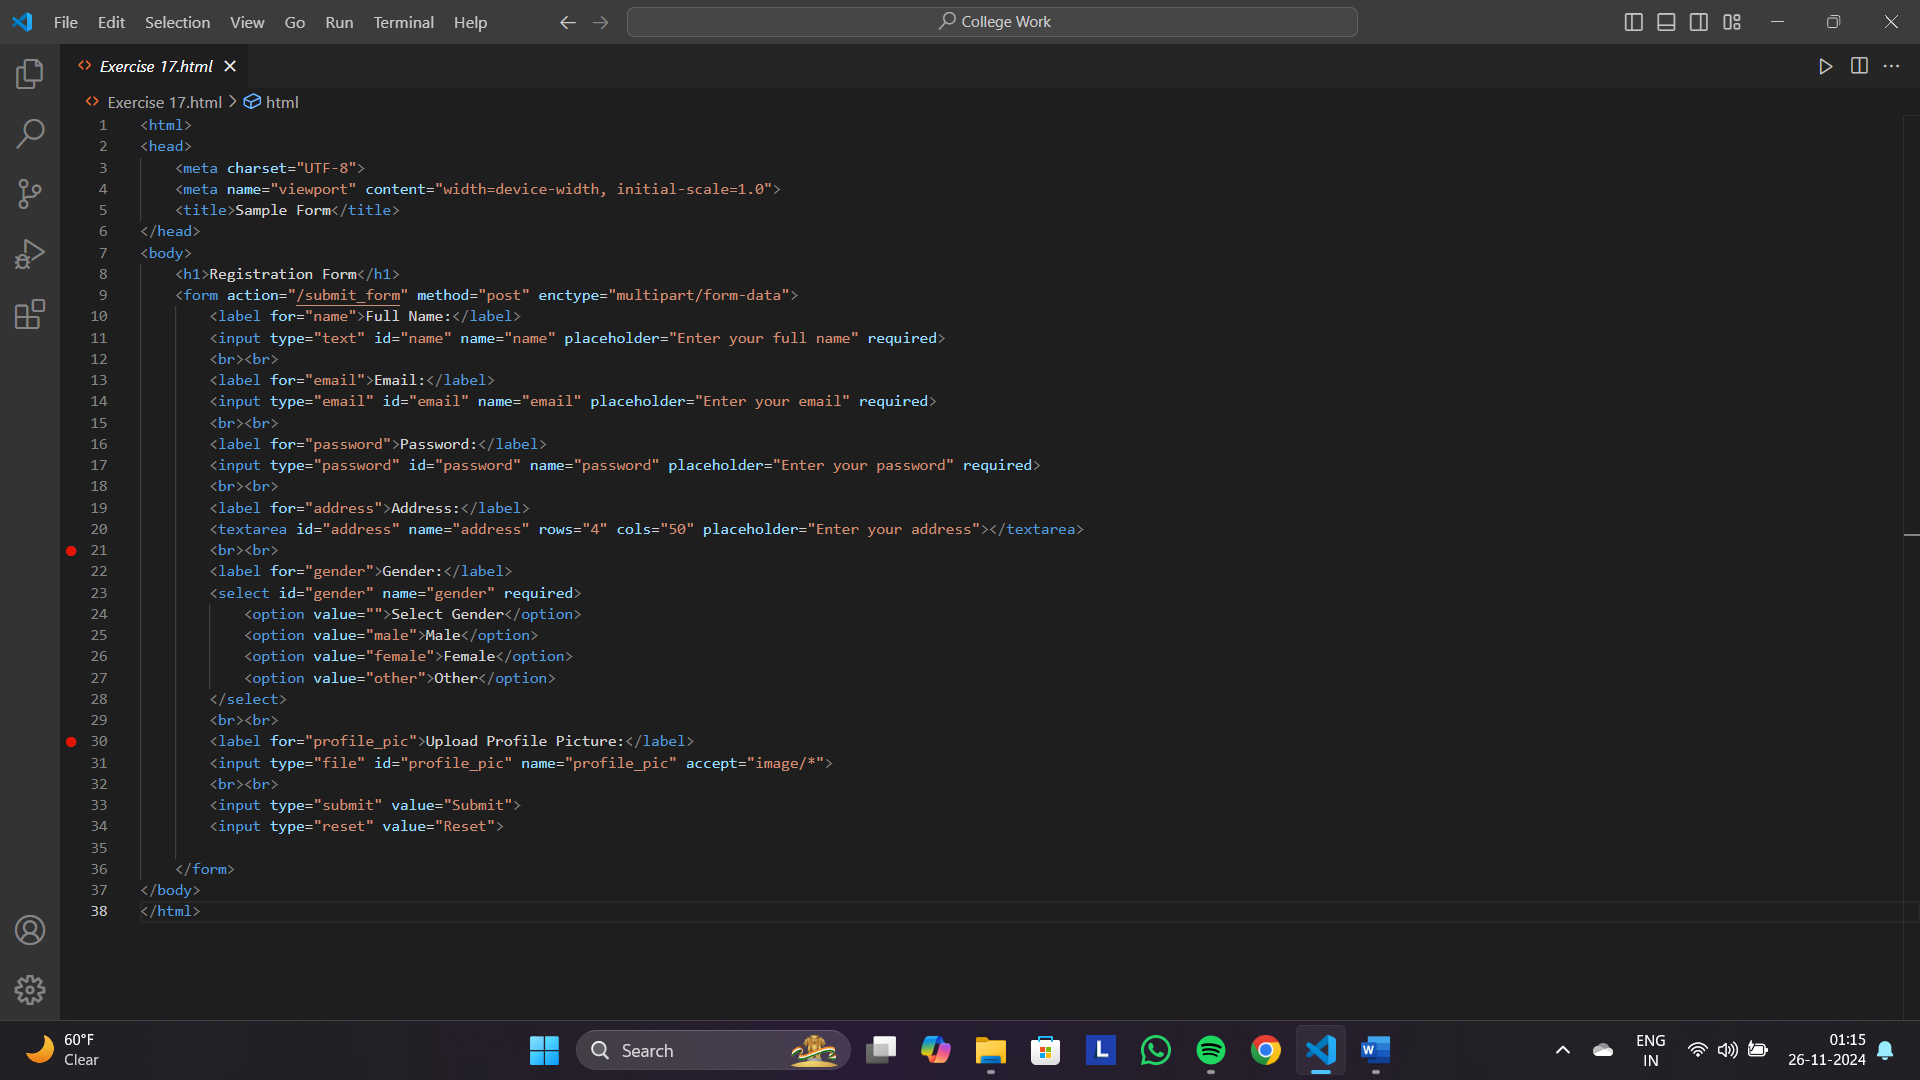 File Edit Selection View Go Run Terminal Help
College Work
Exercise 17.html
Exercise 17.html > html
1 <html>
2 <head>
3     <meta charset="UTF-8">
4     <meta name="viewport" content="width=device-width, initial-scale=1.0">
5     <title>Sample Form</title>
6 </head>
7 <body>
8     <h1>Registration Form</h1>
9     <form action="/submit_form" method="post" enctype="multipart/form-data">
10         <label for="name">Full Name:</label>
11         <input type="text" id="name" name="name" placeholder="Enter your full name" required>
12         <br><br>
13         <label for="email">Email:</label>
14         <input type="email" id="email" name="email" placeholder="Enter your email" required>
15         <br><br>
16         <label for="password">Password:</label>
17         <input type="password" id="password" name="password" placeholder="Enter your password" required>
18         <br><br>
19         <label for="address">Address:</label>
20         <textarea id="address" name="address" rows="4" cols="50" placeholder="Enter your address"></textarea>
21         <br><br>
22         <label for="gender">Gender:</label>
23         <select id="gender" name="gender" required>
24             <option value="">Select Gender</option>
25             <option value="male">Male</option>
26             <option value="female">Female</option>
27             <option value="other">Other</option>
28         </select>
29         <br><br>
30         <label for="profile_pic">Upload Profile Picture:</label>
31         <input type="file" id="profile_pic" name="profile_pic" accept="image/*">
32         <br><br>
33         <input type="submit" value="Submit">
34         <input type="reset" value="Reset">
35
36     </form>
37 </body>
38 </html>
60°F
Clear
Search
L
W
ENG
IN
01:15
26-11-2024